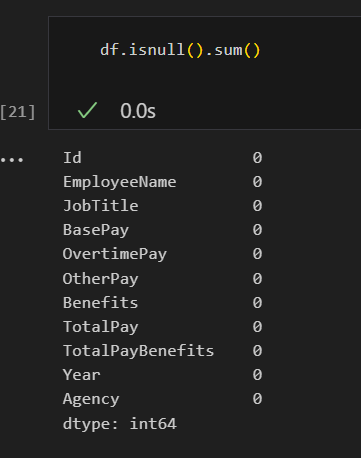 df.isnull().sum()
[21]
0.0s
...
Id 0
EmployeeName 0
JobTitle 0
BasePay 0
OvertimePay 0
OtherPay 0
Benefits 0
TotalPay 0
TotalPayBenefits 0
Year 0
Agency 0
dtype: int64